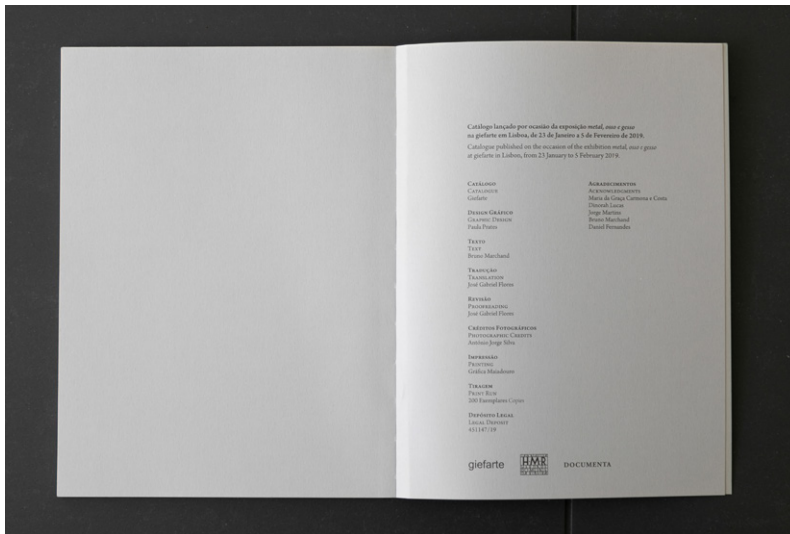 Catálogo lançado por ocasião da exposição metal, osso e gesso
na giefarte em Lisboa, de 23 de Janeiro a 5 de Fevereiro de 2019.
Catalogue published on the occasion of the exhibition metal, osso e gesso
at giefarte in Lisbon, from 23 January to 5 February 2019.
Catálogo
Catalogue
Giefarte
Design Gráfico
Graphic Design
Paula Prates
Texto
Text
Bruno Marchand
Tradução
Translation
José Gabriel Flores
Revisão
Proofreading
José Gabriel Flores
Créditos Fotográficos
Photographic Credits
António Jorge Silva
Impressão
Printing
Gráfica Maiadouro
Tiragem
Print Run
300 Exemplares Copies
Depósito Legal
Legal Deposit
451147/19
Agradecimentos
Acknowledgments
Maria da Graça Carmona e Costa
Dinorah Lucas
Jorge Martins
Bruno Marchand
Daniel Fernandes
giefarte
HMR
DOCUMENTA